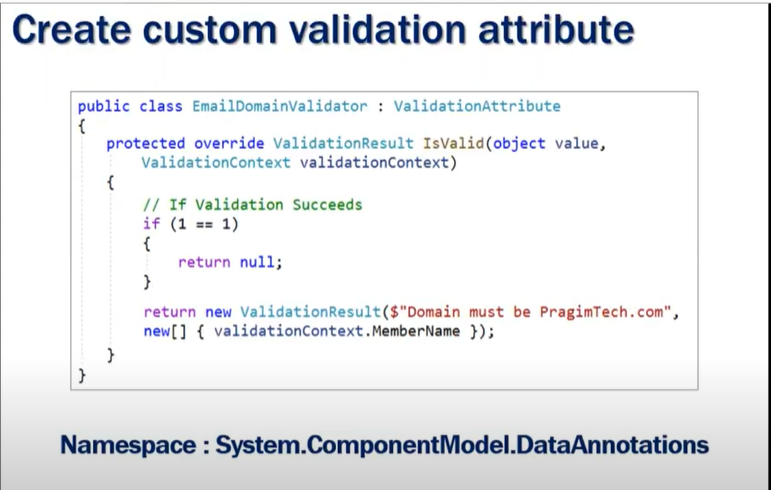 Create custom validation attribute
public class EmailDomainValidator : ValidationAttribute
{
protected override ValidationResult IsValid(object value,
ValidationContext validationContext)
{
// If Validation Succeeds
if (1 == 1)
{
return null;
}
return new ValidationResult($"Domain must be PragimTech.com",
new[] { validationContext.MemberName });
}
}
Namespace : System.ComponentModel.DataAnnotations